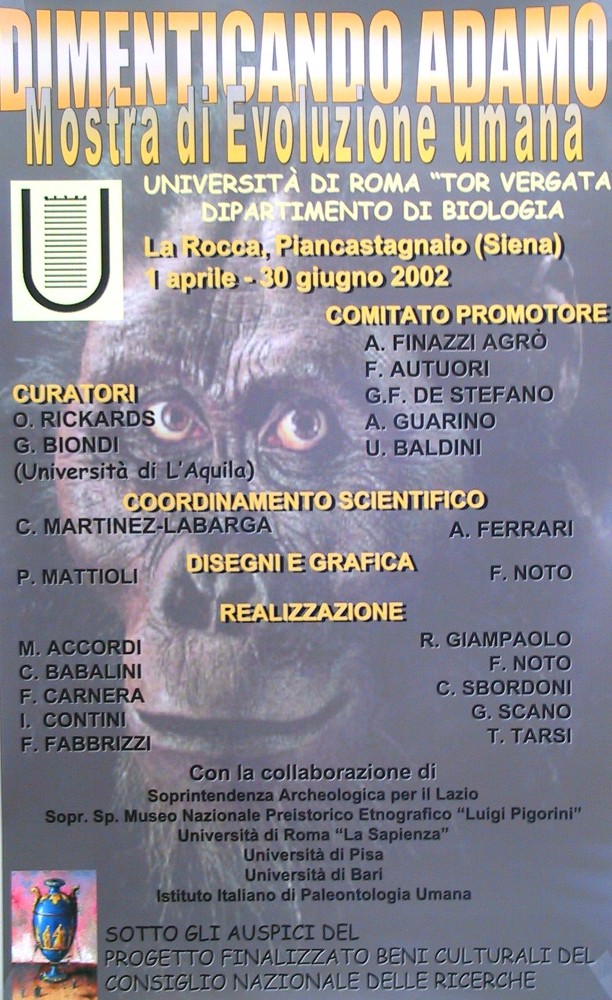 DIMENTICANDO ADAMO
Mostra di Evoluzione umana
UNIVERSITÀ DI ROMA "TOR VERGATA
DIPARTIMENTO DI BIOLOGIA
La Rocca, Piancastagnaio (Siena)
1 aprile - 30 giugno 2002
COMITATO PROMOTORE
A. FINAZZI AGRÒ
F. AUTUORI
G.F. DE STEFANO
A. GUARINO
U. BALDINI
CURATORI
O. RICKARDS
G. BIONDI
(Università di L'Aquila)
COORDINAMENTO SCIENTIFICO
C. MARTINEZ-LABARGA
A. FERRARI
DISEGNI E GRAFICA
P. MATTIOLI
F. NOTO
REALIZZAZIONE
M. ACCORDI
C. BABALINI
F. CARNERA
I. CONTINI
F. FABBRIZZI
R. GIAMPAOLO
F. NOTO
C. SBORDONI
G. SCANO
T. TARSI
Con la collaborazione di
Soprintendenza Archeologica per il Lazio
Sopr. Sp. Museo Nazionale Preistorico Etnografico "Luigi Pigorini"
Università di Roma "La Sapienza"
Università di Pisa
Università di Bari
Istituto Italiano di Paleontologia Umana
SOTTO GLI AUSPICI DEL
PROGETTO FINALIZZATO BENI CULTURALI DEL
CONSIGLIO NAZIONALE DELLE RICERCHE